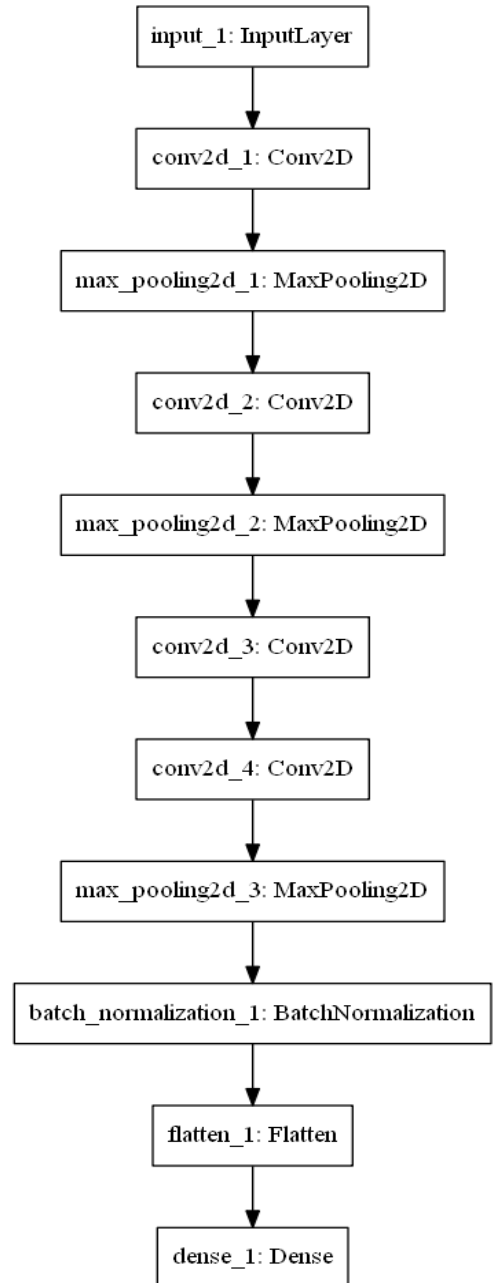 input_1: InputLayer
conv2d_1: Conv2D
max_pooling2d_1: MaxPooling2D
conv2d_2: Conv2D
max_pooling2d_2: MaxPooling2D
conv2d_3: Conv2D
conv2d_4: Conv2D
max_pooling2d_3: MaxPooling2D
batch_normalization_1: BatchNormalization
flatten_1: Flatten
dense_1: Dense